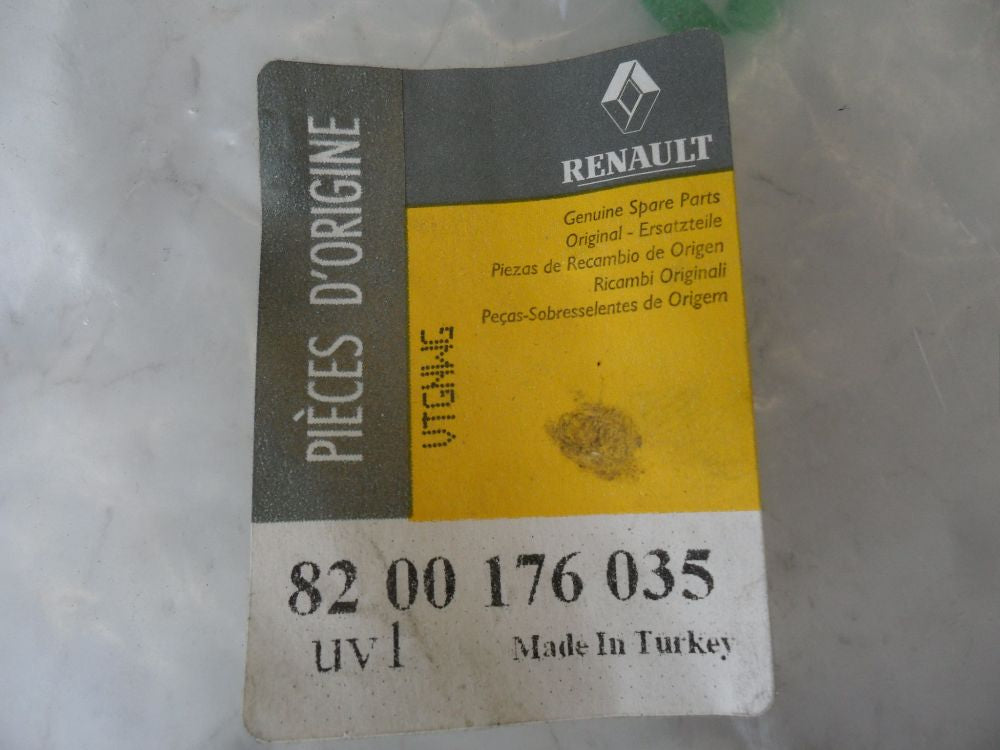 PIÈCES D'ORIGINE
RENAULT
Genuine Spare Parts
Original - Ersatzteile
Piezas de Recambio de Origen
Ricambi Originali
Peças-Sobresselentes de Origem
82 00 176 035
uv1
Made In Turkey